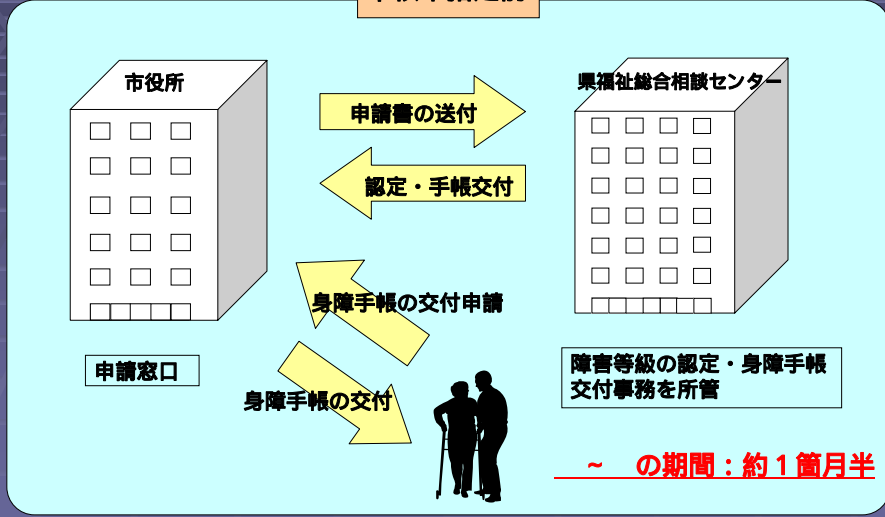 市役所
県福祉総合相談センター
申請書の送付
認定・手帳交付
身障手帳の交付申請
申請窓口
身障手帳の交付
障害等級の認定・身障手帳
交付事務を所管
~ の期間：約1箇月半